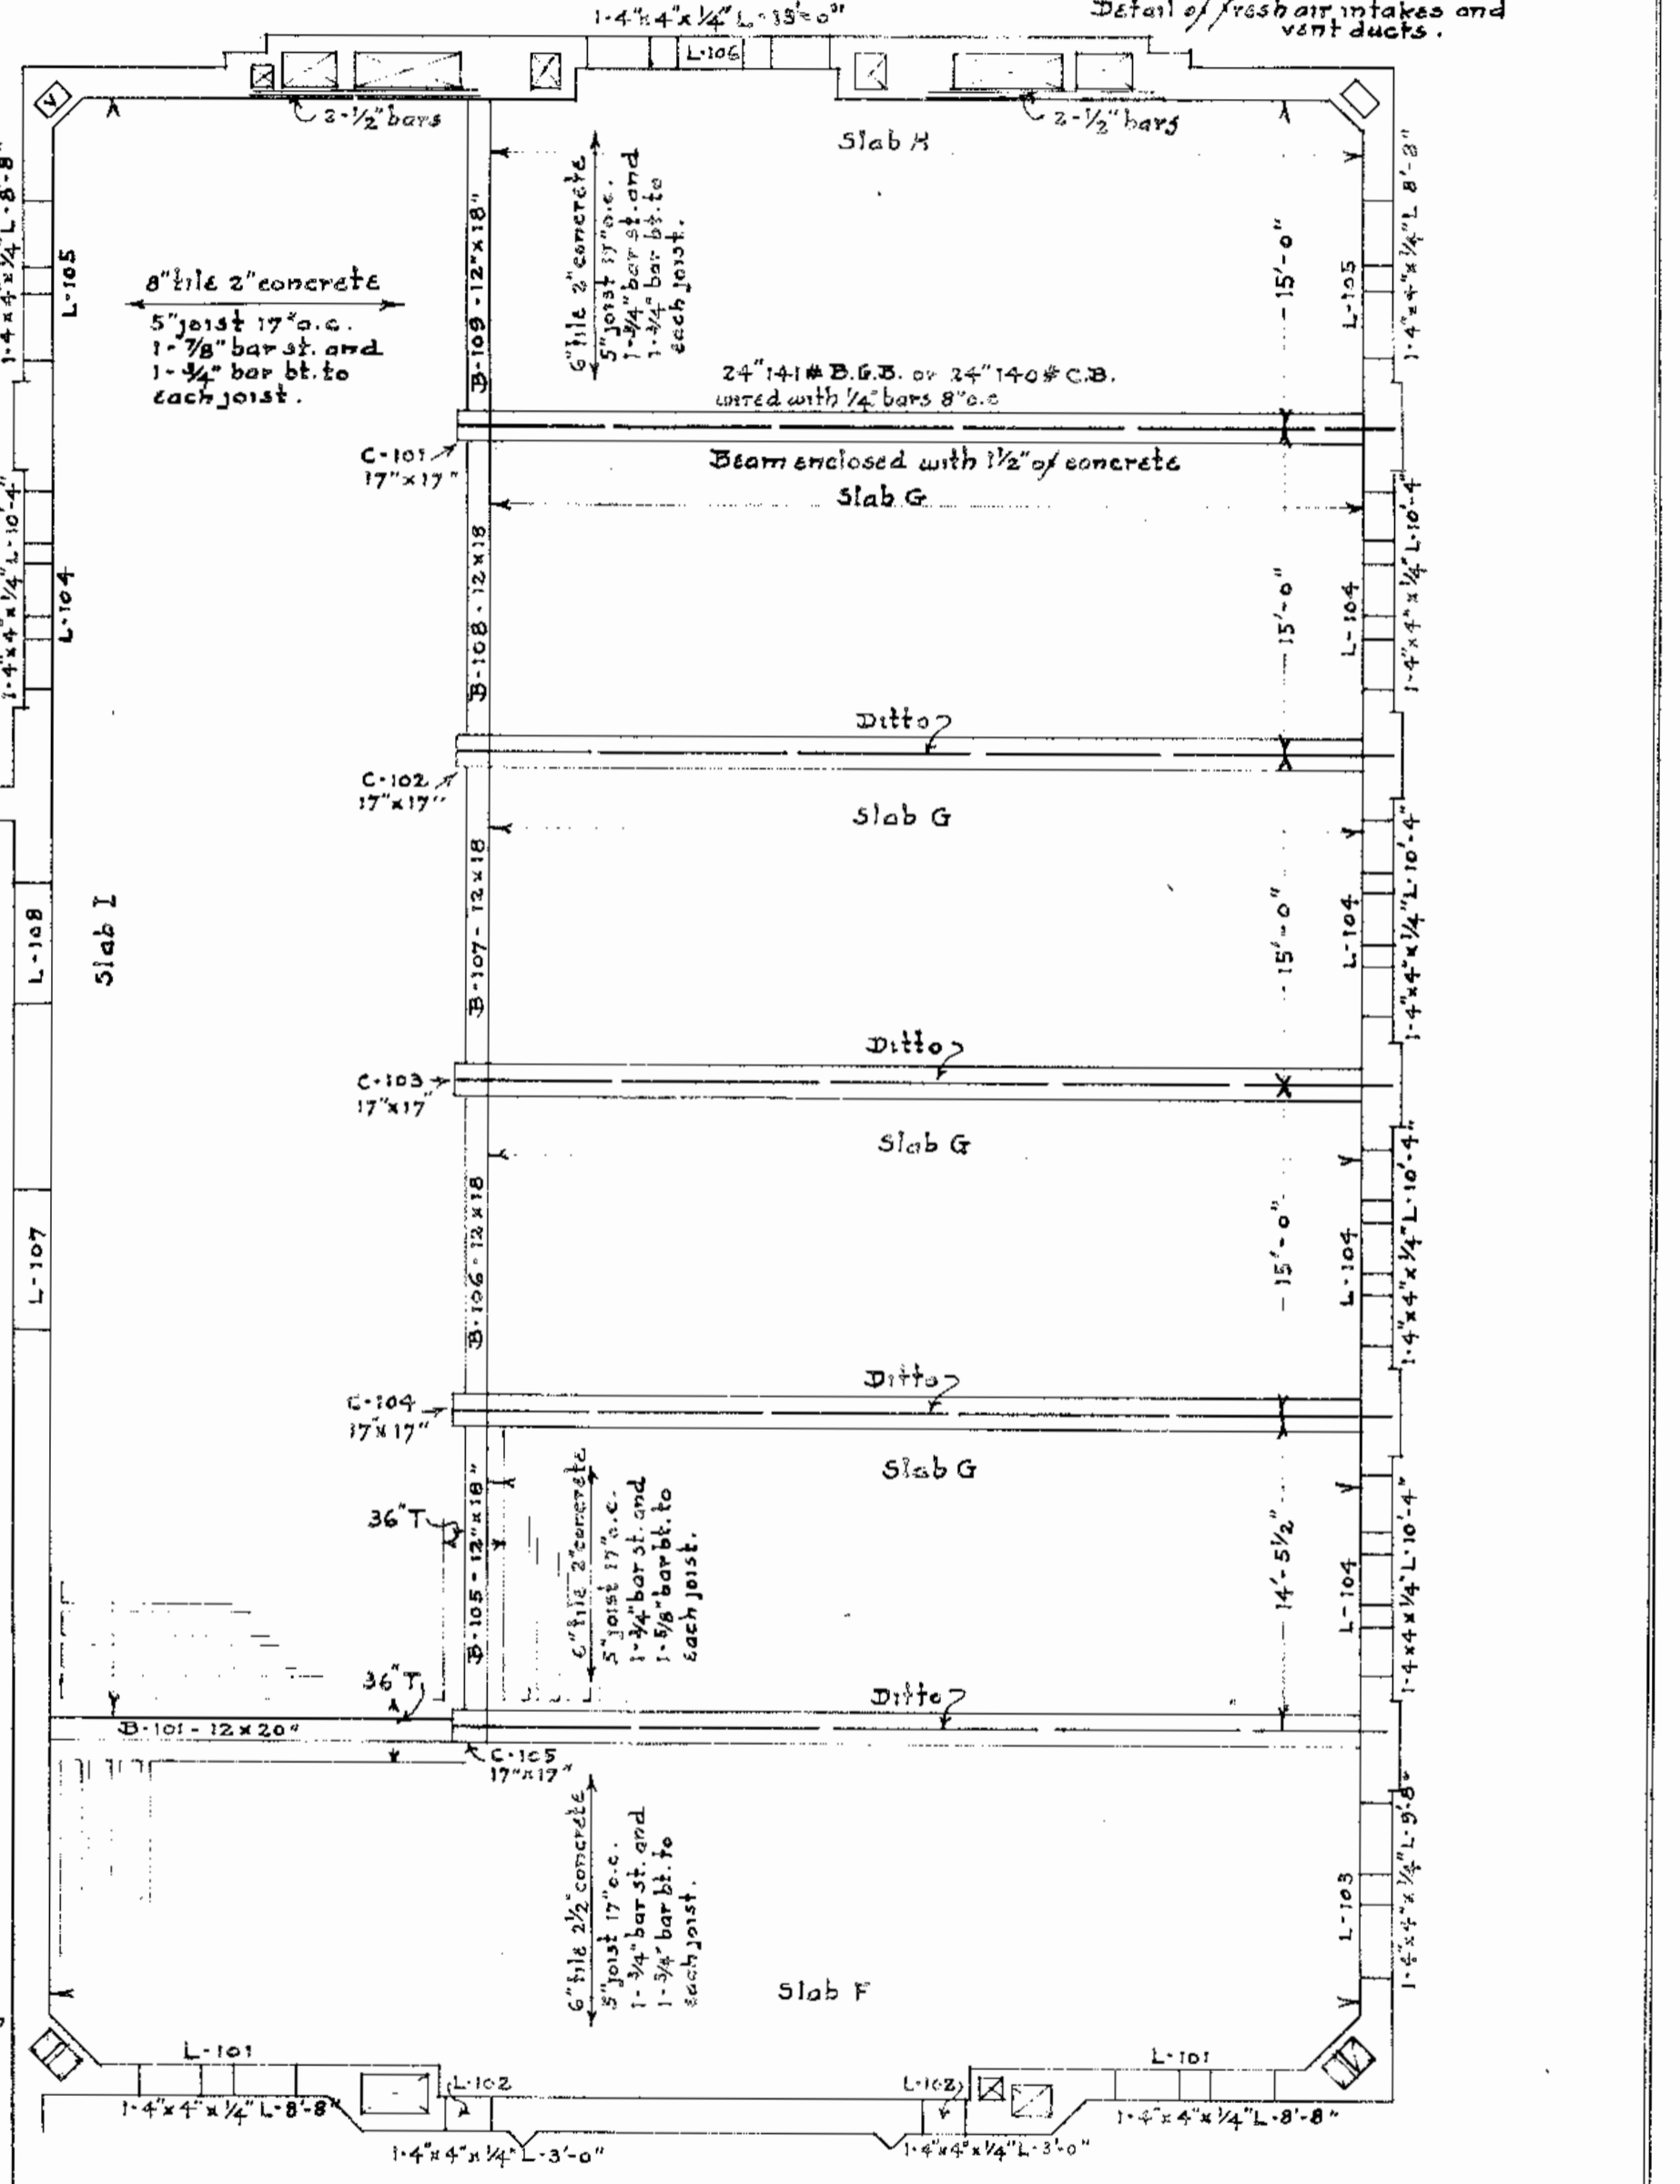 Detail of fresh air intakes and
vent ducts.
1-4"x4"x1/4" L-13'-0"
L-106
V
2-1/2" bars
2-1/2" bars
L-105
8" tile 2" concrete
5" joist 17" o.c.
1-7/8" bar st. and
1-3/4" bar bt. to
each joist.
B-109-12"x18"
6" tile 2" concrete
5" joist 17" o.c.
1-3/4" bar st. and
1-3/4" bar bt. to
each joist.
Slab H
15'-0"
L-105
1-4"x4"x1/4" L 8'-8"
1-4x4x1/4" L-8'-8"
24" 141# B.G.B. or 24" 140# C.B.
wired with 1/4" bars 8" o.c
C-101
17"x17"
Beam enclosed with 1 1/2" of concrete
Slab G
1-4"x4"x1/4" L-10'-4"
L-104
B-108-12x18
15'-0"
L-104
1-4"x4"x1/4" L-10'-4"
Ditto
C-102
17"x17"
Slab G
L-108
Slab I
B-107-12x18
15'-0"
L-104
1-4"x4"x1/4" L-10'-4"
Ditto
C-103
17"x17"
Slab G
L-107
B-106-12x18
15'-0"
L-104
1-4"x4"x1/4" L-10'-4"
Ditto
C-104
17"x17"
Slab G
36" T
B-105-12"x18"
6" tile 2" concrete
5" joist 17" o.c.
1-3/4" bar st. and
1-5/8" bar bt. to
each joist.
14'-5 1/2"
L-104
1-4x4x1/4 L-10'-4"
36" T
Ditto
B-101-12x20"
C-105
17"x17"
6" tile 2 1/2" concrete
5" joist 17" o.c.
1-3/4" bar st. and
1-3/4" bar bt. to
each joist.
Slab F
L-103
1-4"x4"x1/4" L-9'-8"
L-101
L-102
L-102
L-101
1-4"x4"x1/4" L-8'-8"
1-4"x4"x1/4" L-3'-0"
1-4"x4"x1/4" L-3'-0"
1-4"x4"x1/4" L-8'-8"